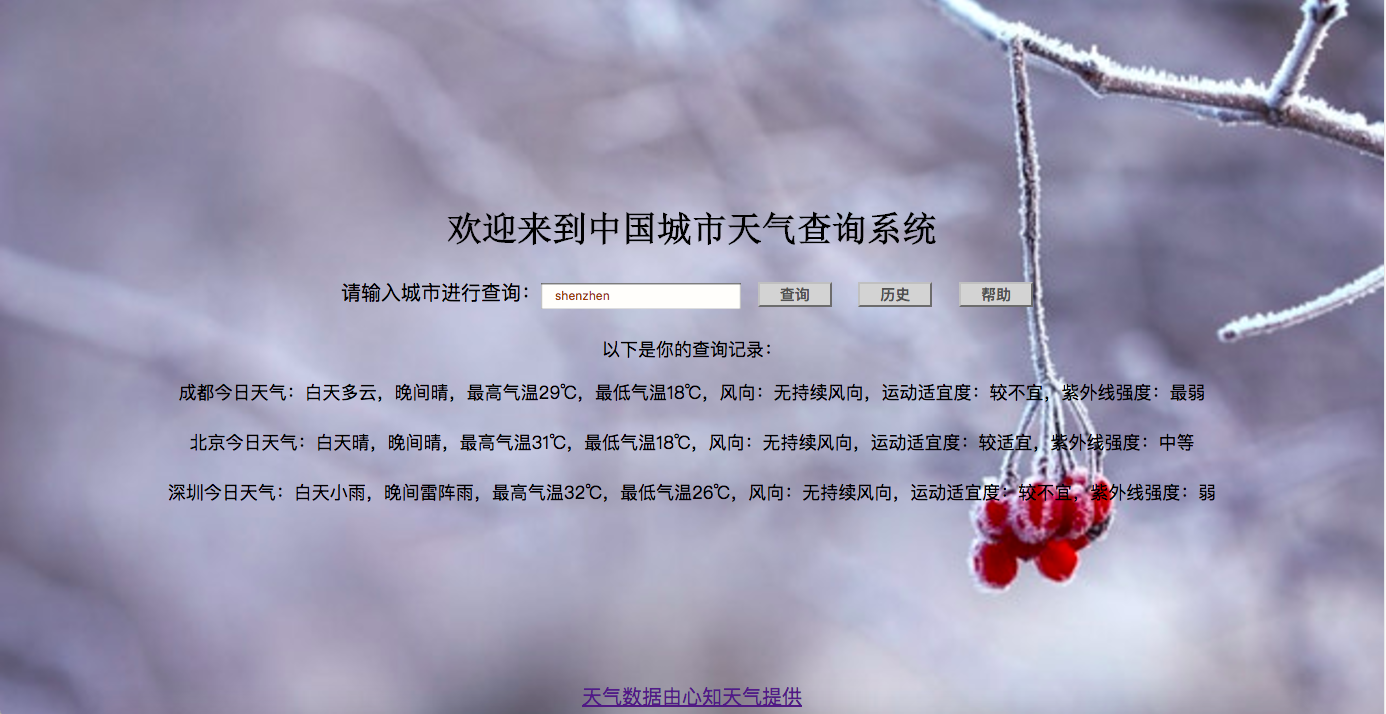 欢迎来到中国城市天气查询系统
请输入城市进行查询： shenzhen 查询 历史 帮助
以下是你的查询记录：
成都今日天气：白天多云，晚间晴，最高气温29℃，最低气温18℃，风向：无持续风向，运动适宜度：较不宜，紫外线强度：最弱
北京今日天气：白天晴，晚间晴，最高气温31℃，最低气温18℃，风向：无持续风向，运动适宜度：较适宜，紫外线强度：中等
深圳今日天气：白天小雨，晚间雷阵雨，最高气温32℃，最低气温26℃，风向：无持续风向，运动适宜度：较不宜，紫外线强度：弱
天气数据由心知天气提供